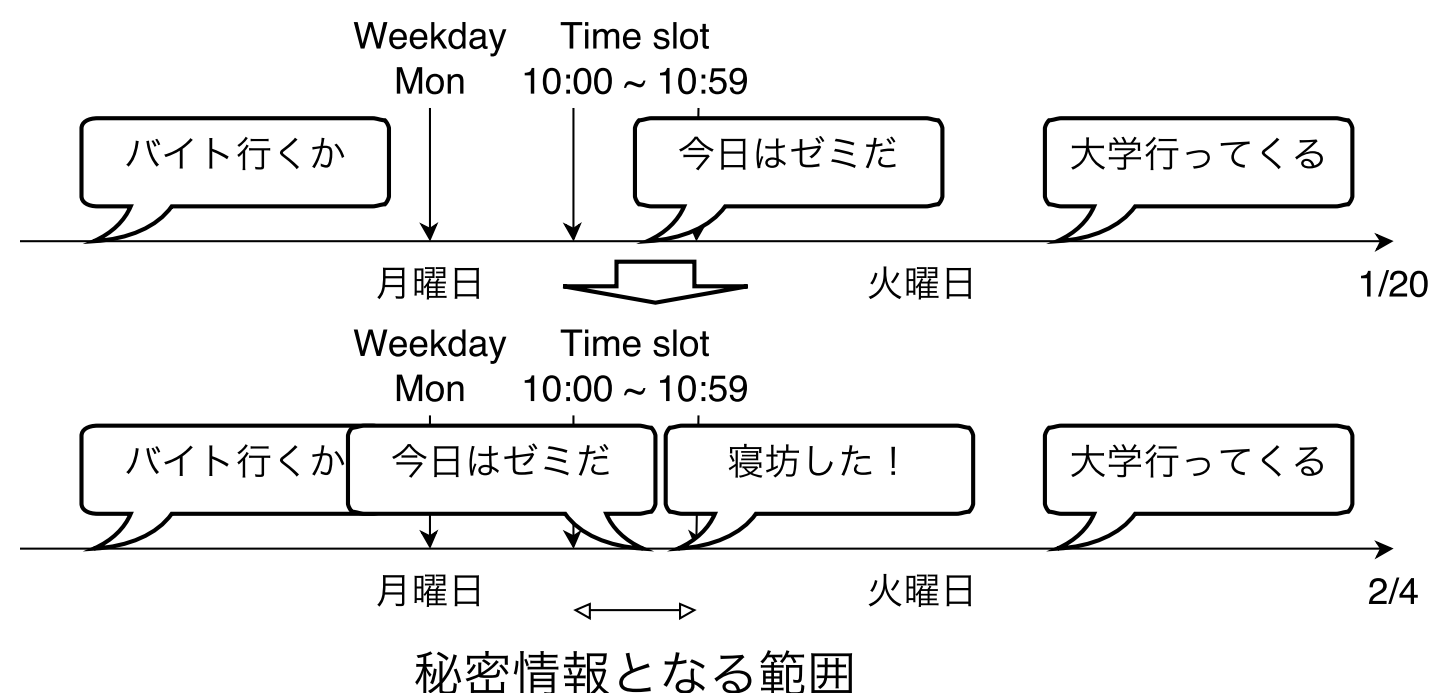 Weekday Time slot
Mon 10:00 ~ 10:59
バイト行くか 今日はゼミだ 大学行ってくる
月曜日 火曜日 1/20
Weekday Time slot
Mon 10:00 ~ 10:59
バイト行くか 今日はゼミだ 寝坊した！ 大学行ってくる
月曜日 火曜日 2/4
秘密情報となる範囲